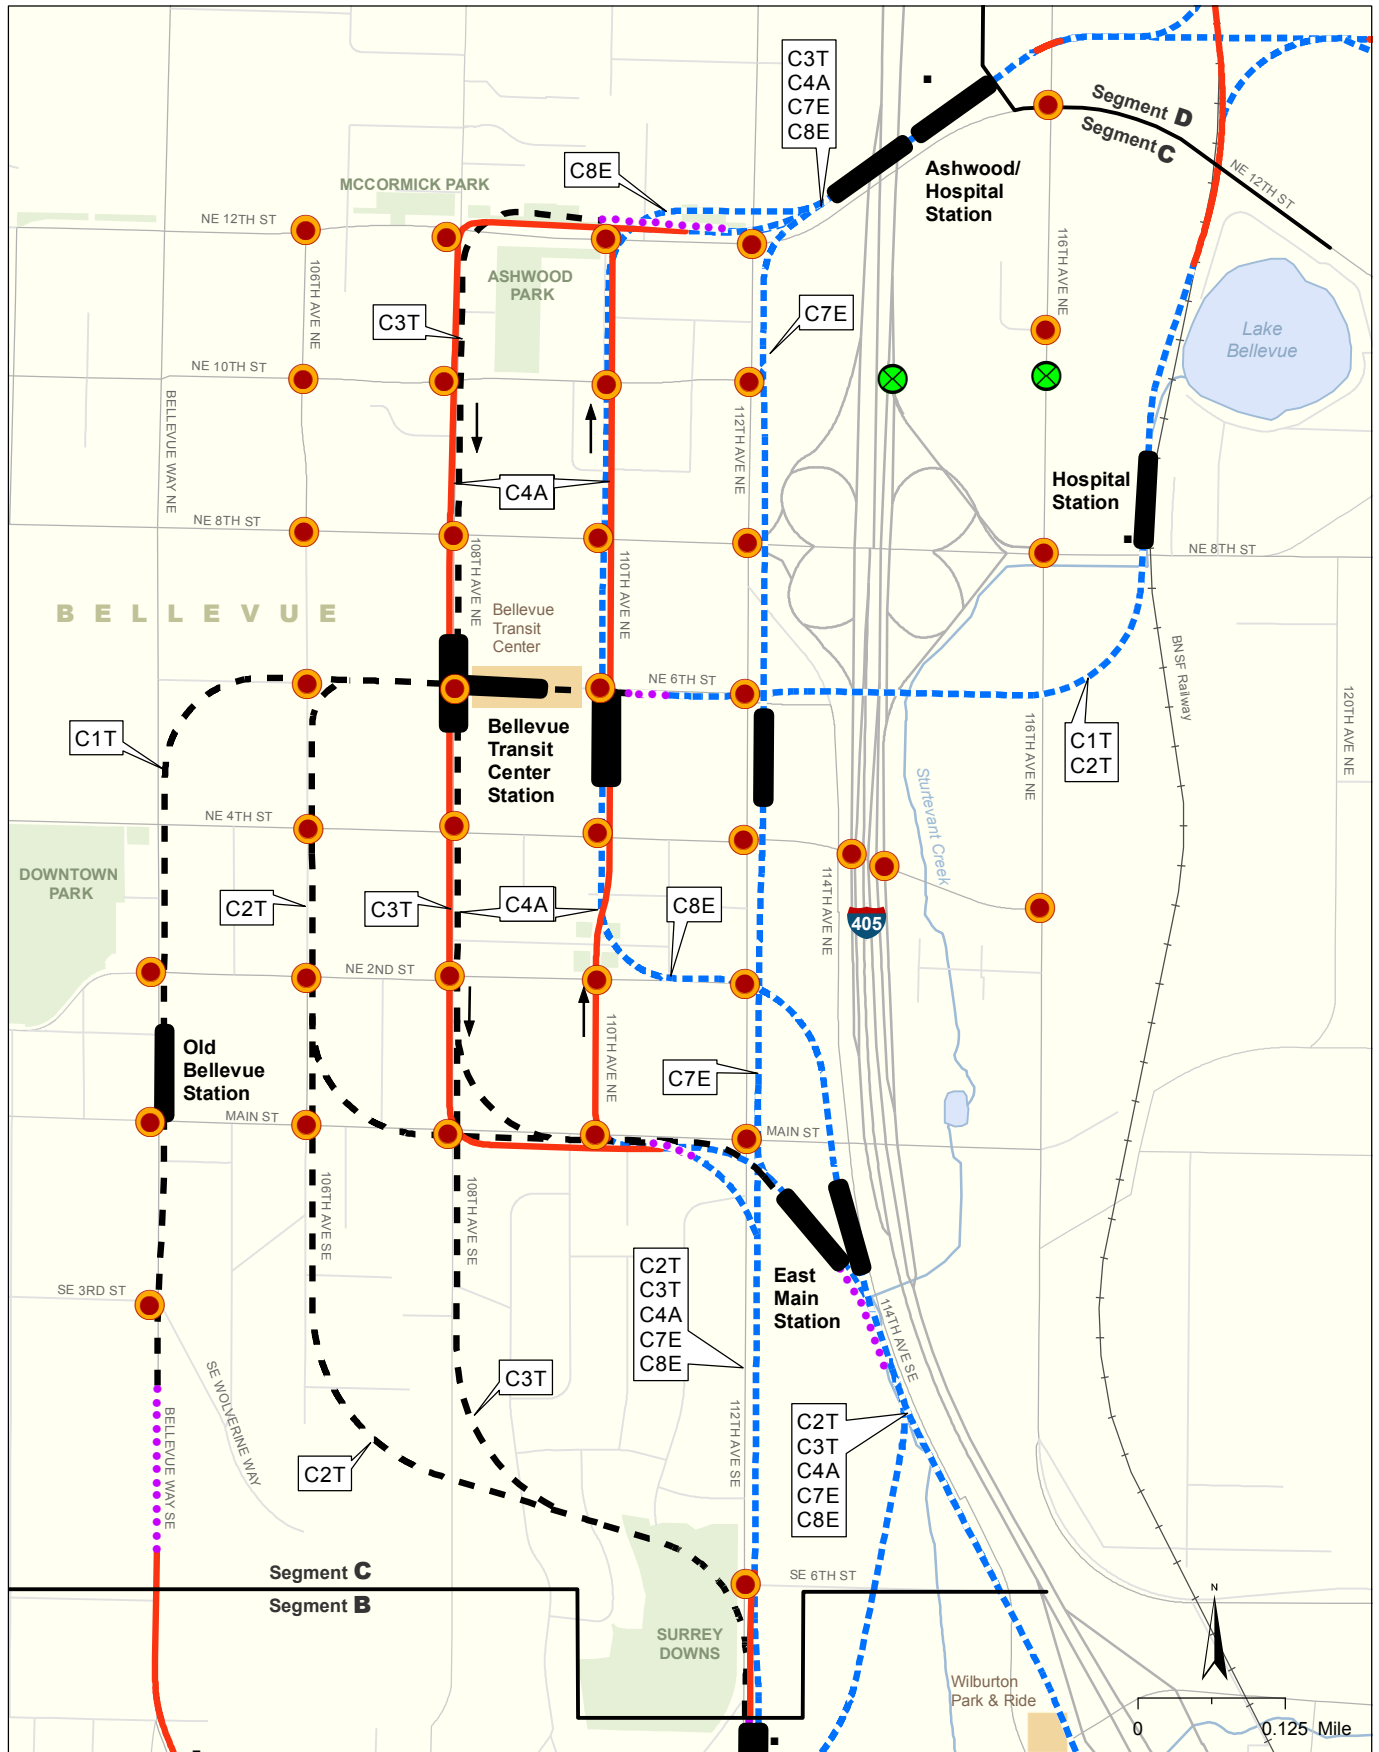 C3T
C4A
C7E
C8E
Segment D
Segment C
NE 12TH ST
Ashwood/
Hospital
Station
C8E
MCCORMICK PARK
NE 12TH ST
106TH AVE NE
ASHWOOD
PARK
116TH AVE NE
C3T
C7E
Lake
Bellevue
NE 10TH ST
BELLEVUE WAY NE
112TH AVE NE
C4A
Hospital
Station
NE 8TH ST
NE 8TH ST
108TH AVE NE
110TH AVE NE
BELLEVUE
Bellevue
Transit
Center
NE 6TH ST
BNSF Railway
120TH AVE NE
C1T
Bellevue
Transit
Center
Station
C1T
C2T
116TH AVE NE
Sturtevant Creek
NE 4TH ST
DOWNTOWN
PARK
C2T
C3T
C4A
C8E
114TH AVE NE
405
NE 2ND ST
110TH AVE NE
Old
Bellevue
Station
C7E
MAIN ST
MAIN ST
106TH AVE SE
108TH AVE SE
C2T
C3T
C4A
C7E
C8E
East
Main
Station
SE 3RD ST
114TH AVE SE
SE WOLVERINE WAY
C3T
112TH AVE SE
BELLEVUE WAY SE
C2T
C2T
C3T
C4A
C7E
C8E
Segment C
Segment B
SE 6TH ST
N
SURREY
DOWNS
Wilburton
Park & Ride
0 0.125 Mile